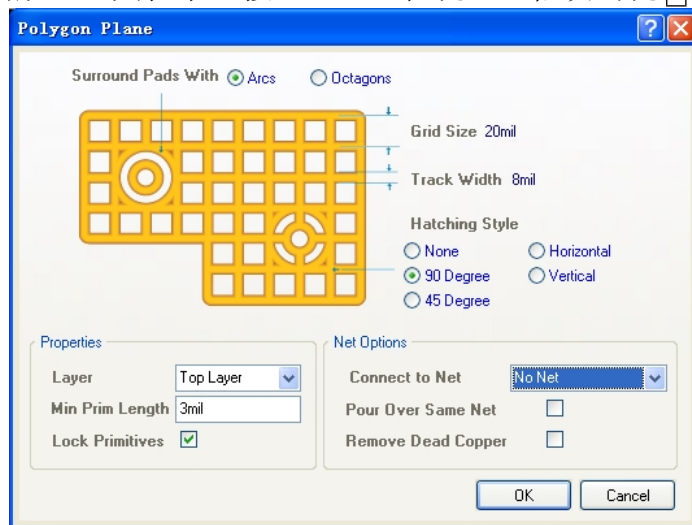 Polygon Plane
Surround Pads With Arcs Octagons
Grid Size 20mil
Track Width 8mil
Hatching Style
None Horizontal
90 Degree Vertical
45 Degree
Properties Net Options
Layer Top Layer Connect to Net No Net
Min Prim Length 3mil Pour Over Same Net
Lock Primitives Remove Dead Copper
OK Cancel